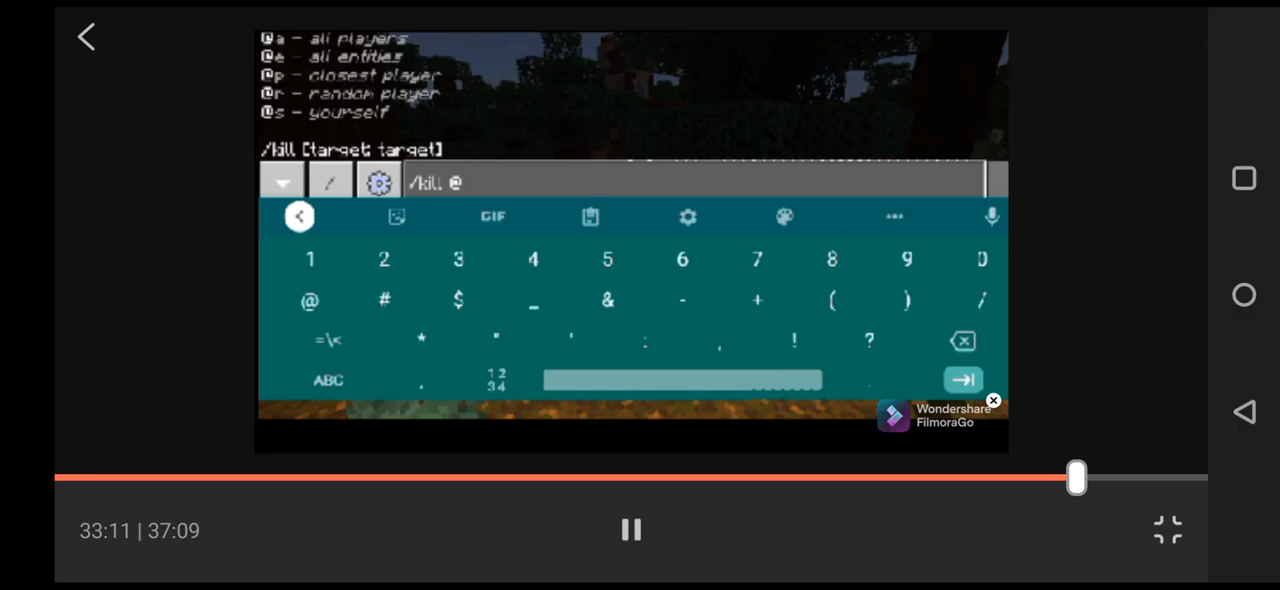 @a - all players
@e - all entities
@p - closest player
@r - random player
@s - yourself
/kill [target: target]
/ /kill @
GIF
1 2 3 4 5 6 7 8 9 0
@ # $ _ & - + ( ) /
=\< * " ' : , ! ?
ABC , 12 34 .
Wondershare
FilmoraGo
33:11 | 37:09